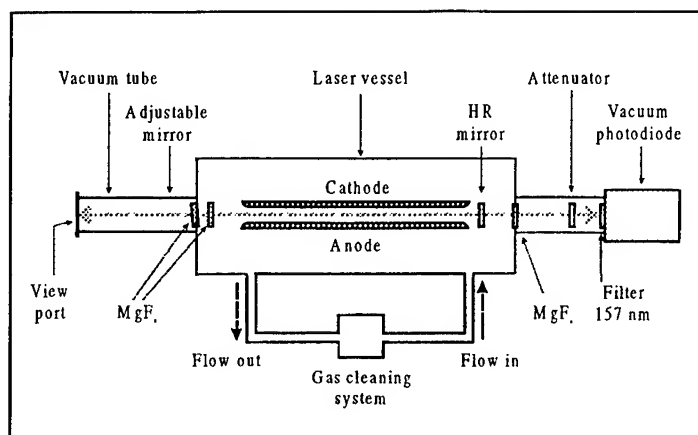 Vacuum tube
Laser vessel
Attenuator
Adjustable
mirror
HR
mirror
Vacuum
photodiode
Cathode
Anode
View
port
MgF
MgF
Filter
157 nm
Flow out
Flow in
Gas cleaning
system